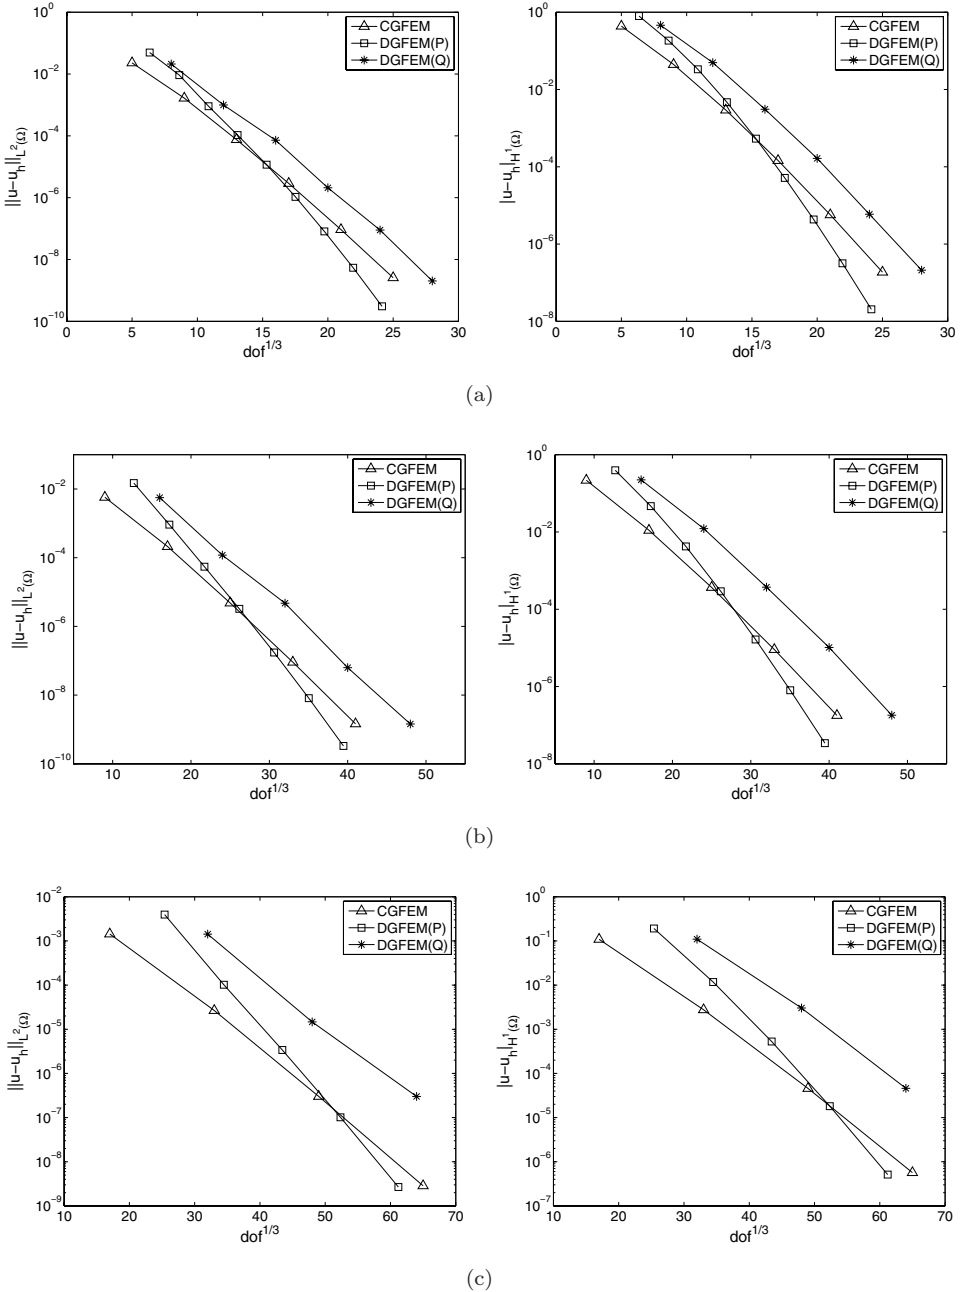 10^0
10^-2
10^-4
10^-6
10^-8
10^-10
||u-u_h||_L^2(Ω)
0 5 10 15 20 25 30
dof^1/3
CGFEM
DGFEM(P)
DGFEM(Q)
10^0
10^-2
10^-4
10^-6
10^-8
|u-u_h|_H^1(Ω)
0 5 10 15 20 25 30
dof^1/3
CGFEM
DGFEM(P)
DGFEM(Q)
(a)
10^-2
10^-4
10^-6
10^-8
10^-10
||u-u_h||_L^2(Ω)
10 20 30 40 50
dof^1/3
CGFEM
DGFEM(P)
DGFEM(Q)
10^0
10^-2
10^-4
10^-6
10^-8
|u-u_h|_H^1(Ω)
10 20 30 40 50
dof^1/3
CGFEM
DGFEM(P)
DGFEM(Q)
(b)
10^-2
10^-3
10^-4
10^-5
10^-6
10^-7
10^-8
10^-9
||u-u_h||_L^2(Ω)
10 20 30 40 50 60 70
dof^1/3
CGFEM
DGFEM(P)
DGFEM(Q)
10^0
10^-1
10^-2
10^-3
10^-4
10^-5
10^-6
10^-7
|u-u_h|_H^1(Ω)
10 20 30 40 50 60 70
dof^1/3
CGFEM
DGFEM(P)
DGFEM(Q)
(c)